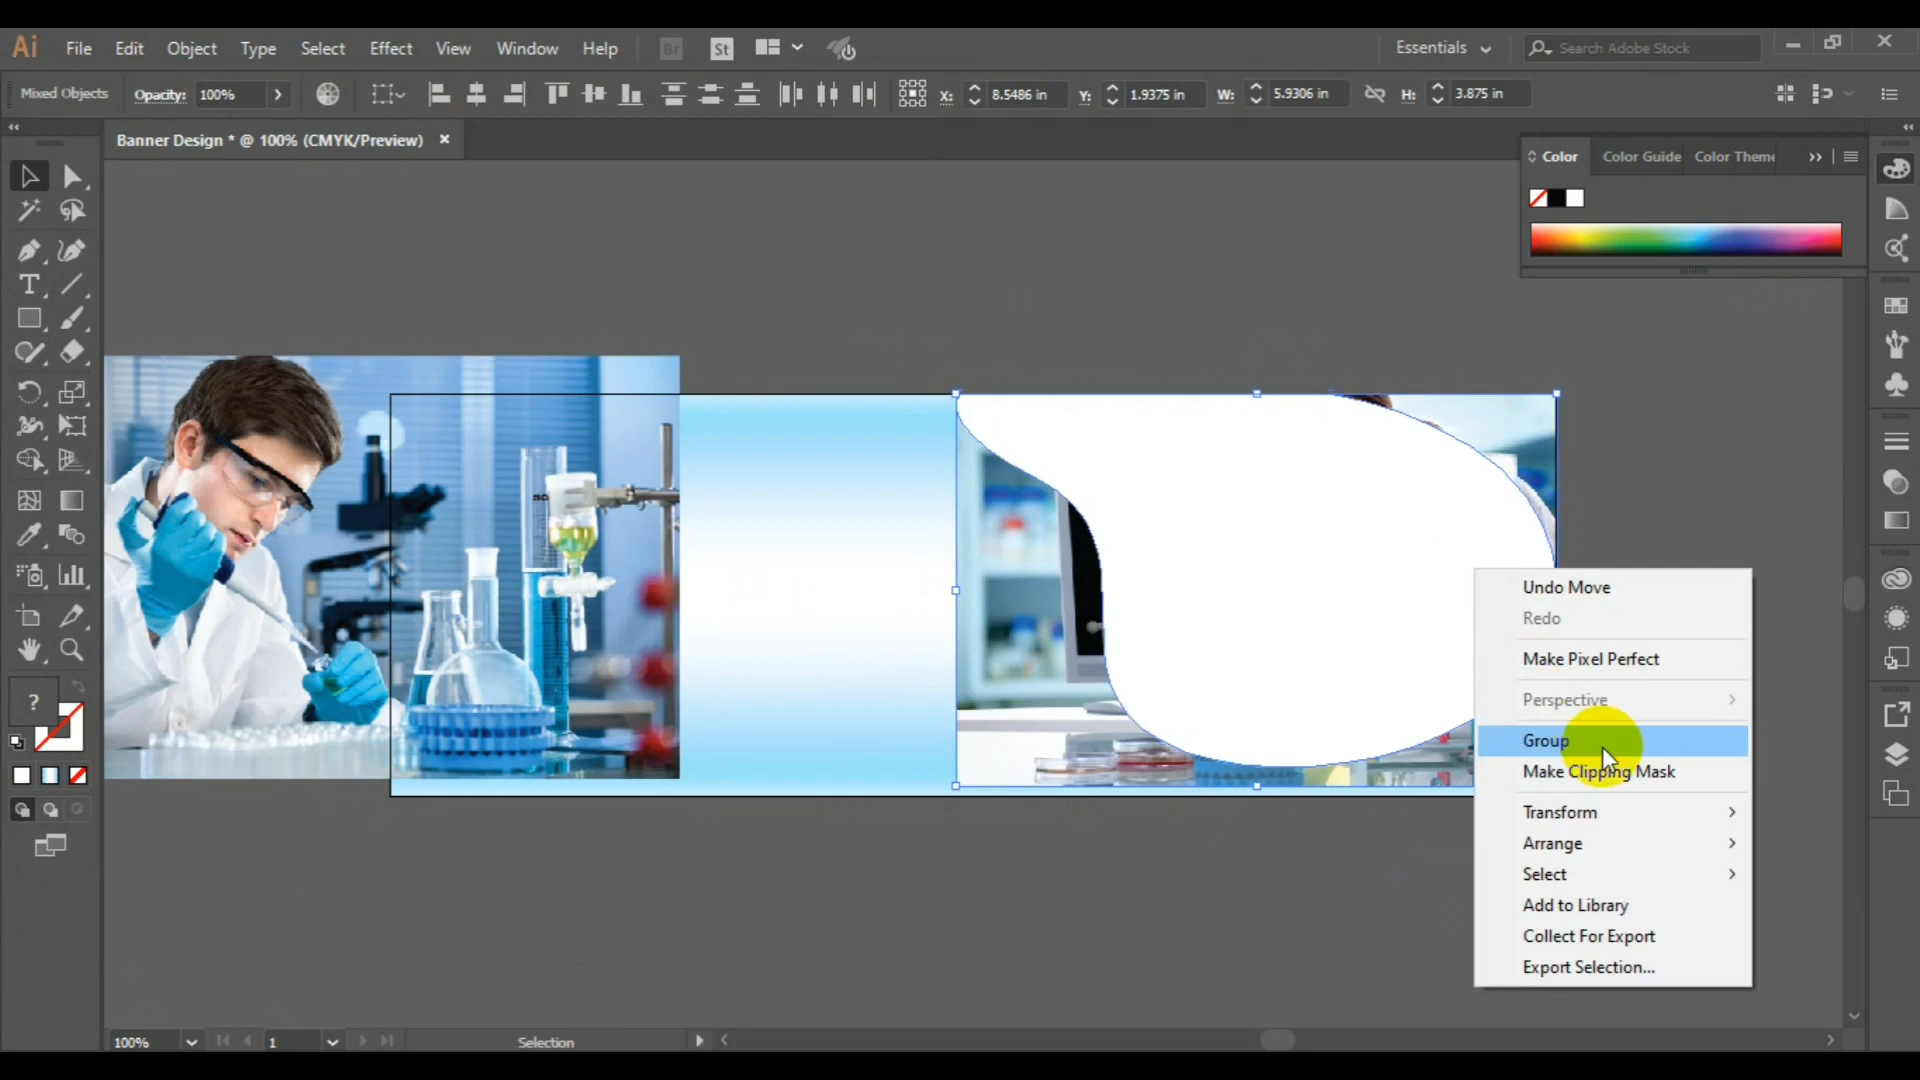 Ai File Edit Object Type Select Effect View Window Help Br St Essentials Search Adobe Stock
Mixed Objects Opacity: 100% X: 8.5486 in Y: 1.9375 in W: 5.9306 in H: 3.875 in
Banner Design * @ 100% (CMYK/Preview)
Color Color Guide Color Theme
Undo Move
Redo
Make Pixel Perfect
Perspective
Group
Make Clipping Mask
Transform
Arrange
Select
Add to Library
Collect For Export
Export Selection...
?
100% 1 Selection